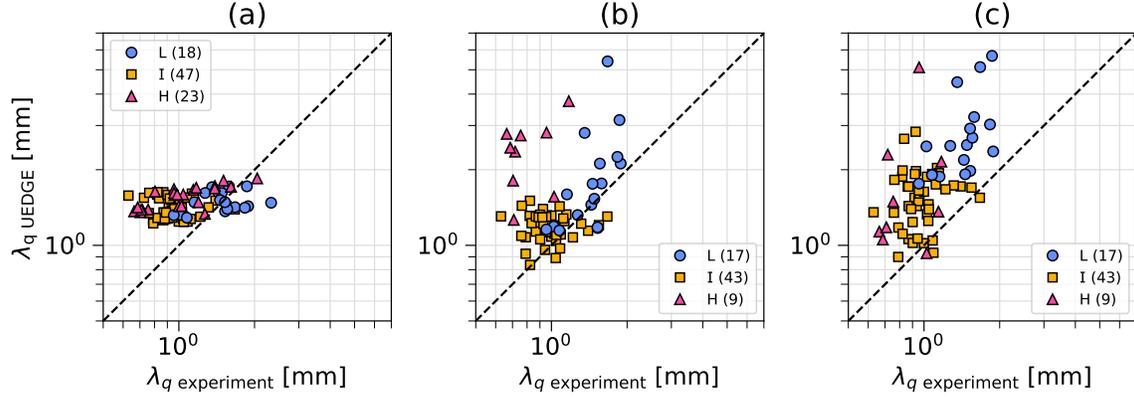 (a)
(b)
(c)
L (18)
I (47)
H (23)
L (17)
I (43)
H (9)
L (17)
I (43)
H (9)
10⁰
10⁰
10⁰
10⁰
10⁰
10⁰
λq UEDGE [mm]
λq experiment [mm]
λq experiment [mm]
λq experiment [mm]